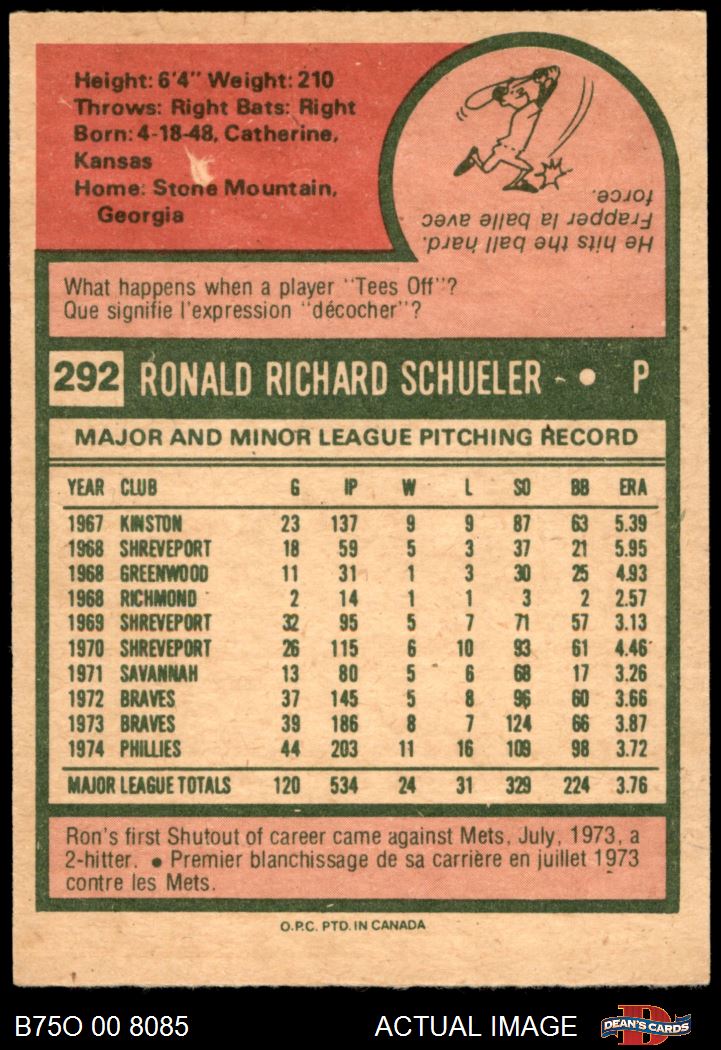 Height: 6'4" Weight: 210
Throws: Right Bats: Right
Born: 4-18-48, Catherine,
Kansas
Home: Stone Mountain,
Georgia
He hits the ball hard.
Frapper la balle avec
force.
What happens when a player "Tees Off"?
Que signifie l'expression "décocher"?
292 RONALD RICHARD SCHUELER - • P
MAJOR AND MINOR LEAGUE PITCHING RECORD
YEAR CLUB G IP W L SO BB ERA
1967 KINSTON 23 137 9 9 87 63 5.39
1968 SHREVEPORT 18 59 5 3 37 21 5.95
1968 GREENWOOD 11 31 1 3 30 25 4.93
1968 RICHMOND 2 14 1 1 3 2 2.57
1969 SHREVEPORT 32 95 5 7 71 57 3.13
1970 SHREVEPORT 26 115 6 10 93 61 4.46
1971 SAVANNAH 13 80 5 6 68 17 3.26
1972 BRAVES 37 145 5 8 96 60 3.66
1973 BRAVES 39 186 8 7 124 66 3.87
1974 PHILLIES 44 203 11 16 109 98 3.72
MAJOR LEAGUE TOTALS 120 534 24 31 329 224 3.76
Ron's first Shutout of career came against Mets, July, 1973, a
2-hitter. • Premier blanchissage de sa carrière en juillet 1973
contre les Mets.
O.P.C. PTD. IN CANADA
B75O 00 8085 ACTUAL IMAGE DEAN'S CARDS